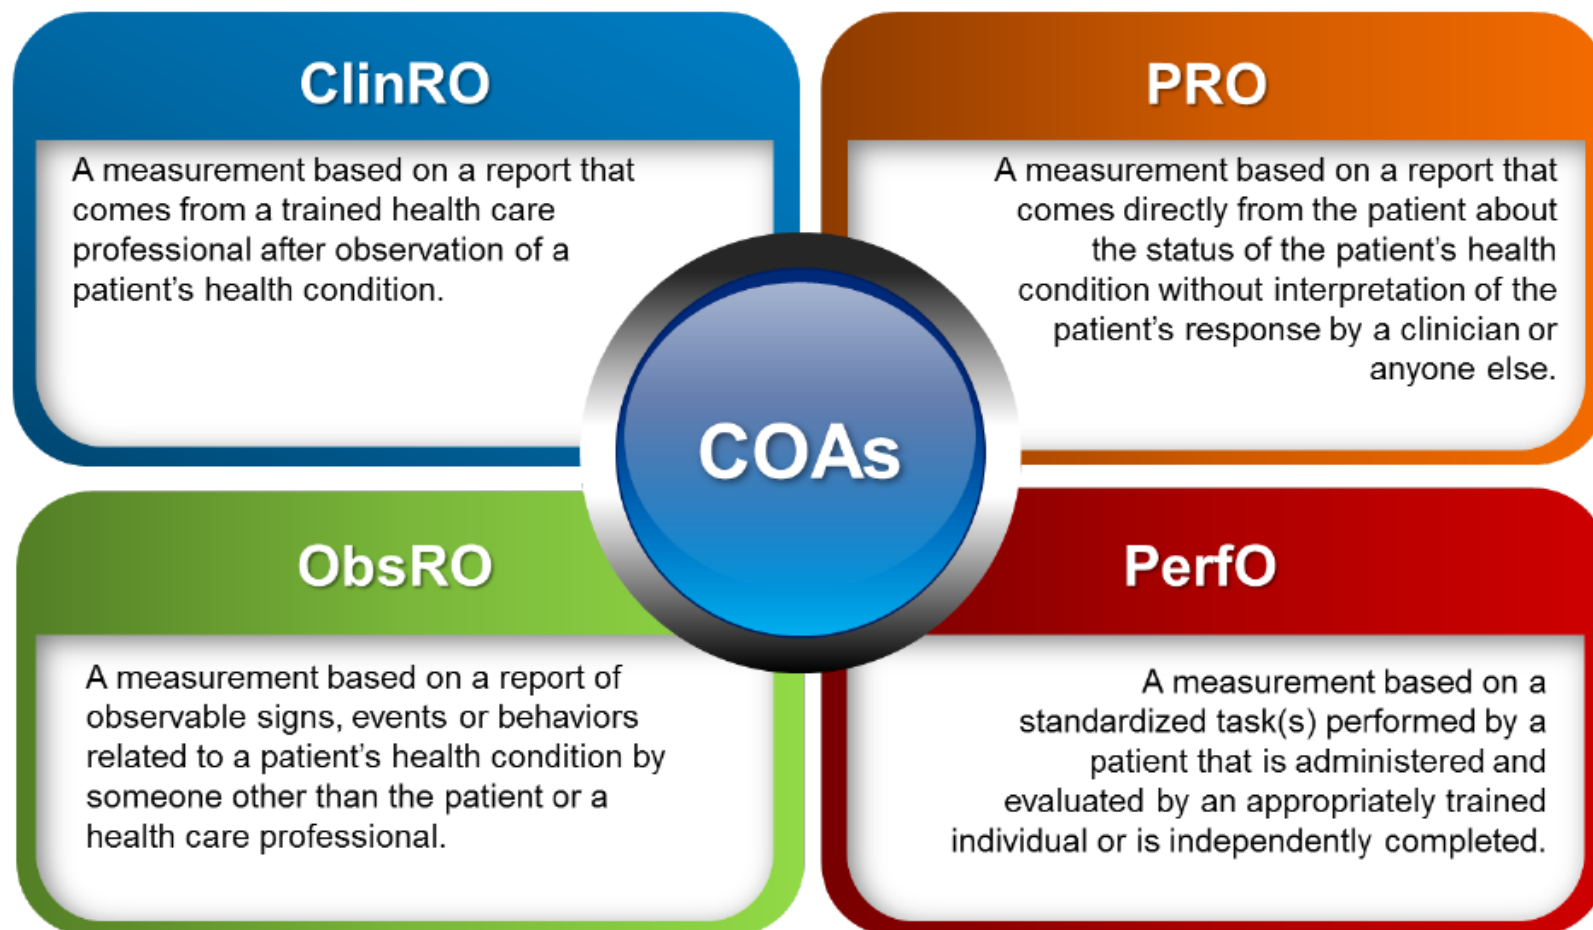 ClinRO
A measurement based on a report that
comes from a trained health care
professional after observation of a
patient's health condition.
PRO
A measurement based on a report that
comes directly from the patient about
the status of the patient's health
condition without interpretation of the
patient's response by a clinician or
anyone else.
COAs
ObsRO
A measurement based on a report of
observable signs, events or behaviors
related to a patient's health condition by
someone other than the patient or a
health care professional.
PerfO
A measurement based on a
standardized task(s) performed by a
patient that is administered and
evaluated by an appropriately trained
individual or is independently completed.